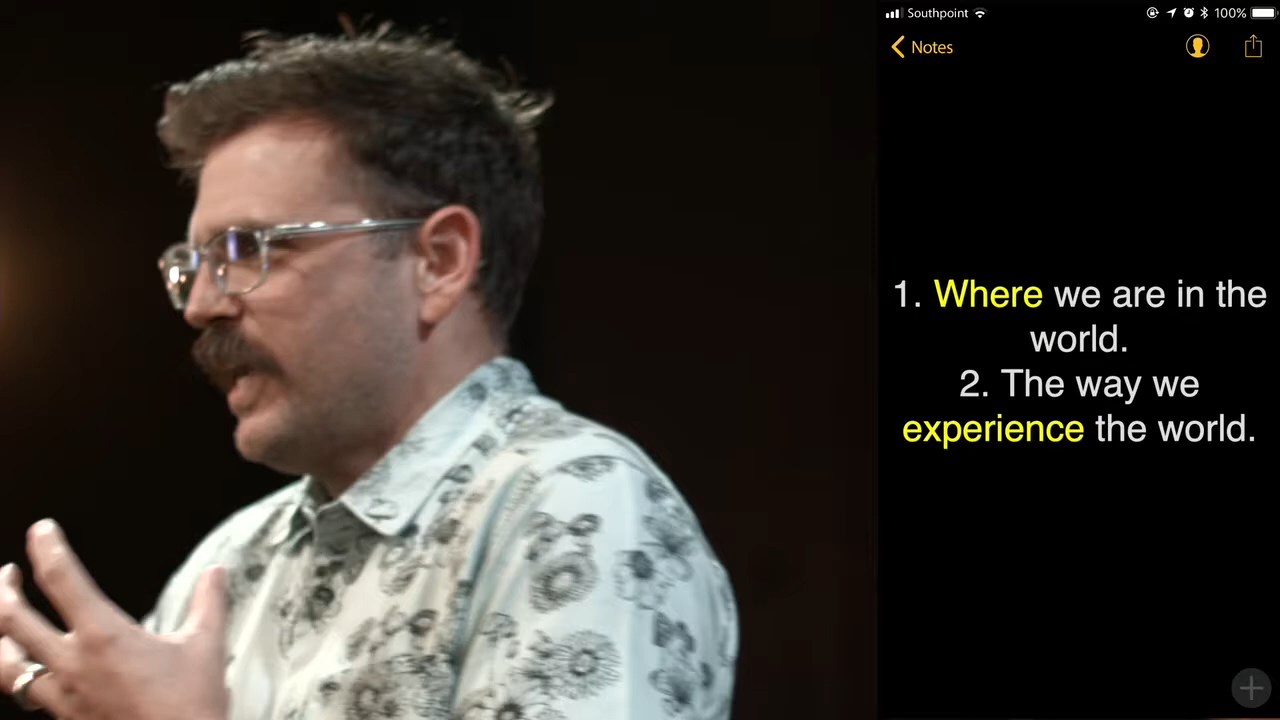 Southpoint
100%
Notes
1. Where we are in the
world.
2. The way we
experience the world.